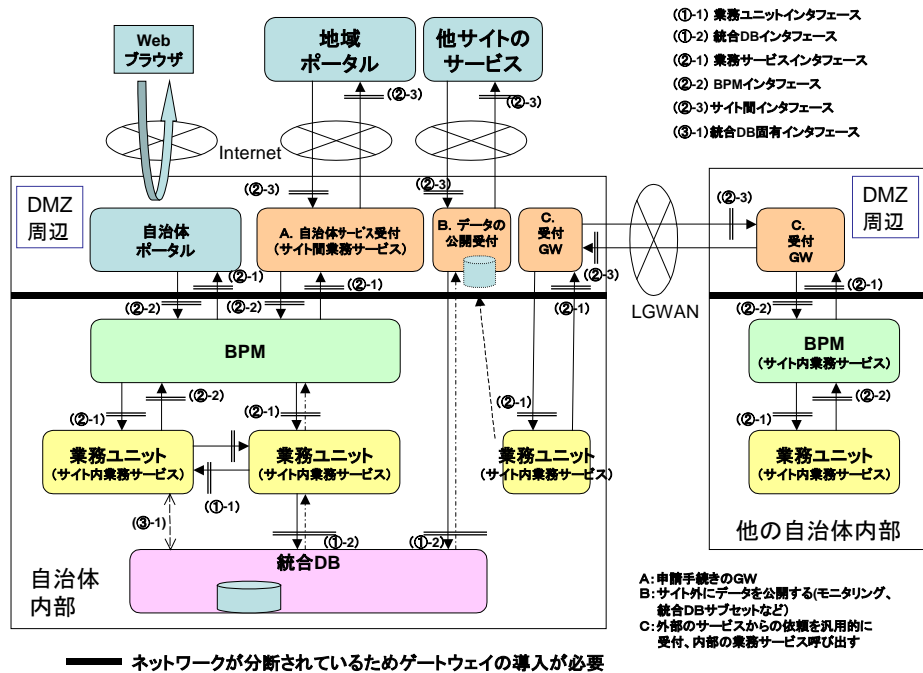 Web
ブラウザ
地域
ポータル
他サイトの
サービス
(①-1) 業務ユニットインタフェース
(①-2) 統合DBインタフェース
(②-1) 業務サービスインタフェース
(②-2) BPMインタフェース
(②-3)サイト間インタフェース
(③-1)統合DB固有インタフェース
(②-3)
(②-3)
Internet
(②-3)
(②-3)
(②-3)
DMZ
周辺
自治体
ポータル
A. 自治体サービス受付
(サイト間業務サービス)
B. データの
公開受付
C.
受付
GW
(②-3)
LGWAN
DMZ
周辺
C.
受付
GW
(②-2)
(②-1)
(②-2)
(②-1)
(②-1)
(②-2)
(②-1)
BPM
BPM
(サイト内業務サービス)
(②-1)
(②-2)
(②-1)
(②-1)
(②-1)
(②-2)
業務ユニット
(サイト内業務サービス)
業務ユニット
(サイト内業務サービス)
業務ユニット
(サイト内業務サービス)
業務ユニット
(サイト内業務サービス)
(①-1)
(③-1)
(①-2)
(①-2)
統合DB
自治体
内部
他の自治体内部
A:申請手続きのGW
B:サイト外にデータを公開する(モニタリング、
統合DBサブセットなど)
C:外部のサービスからの依頼を汎用的に
受付、内部の業務サービス呼び出す
ネットワークが分断されているためゲートウェイの導入が必要